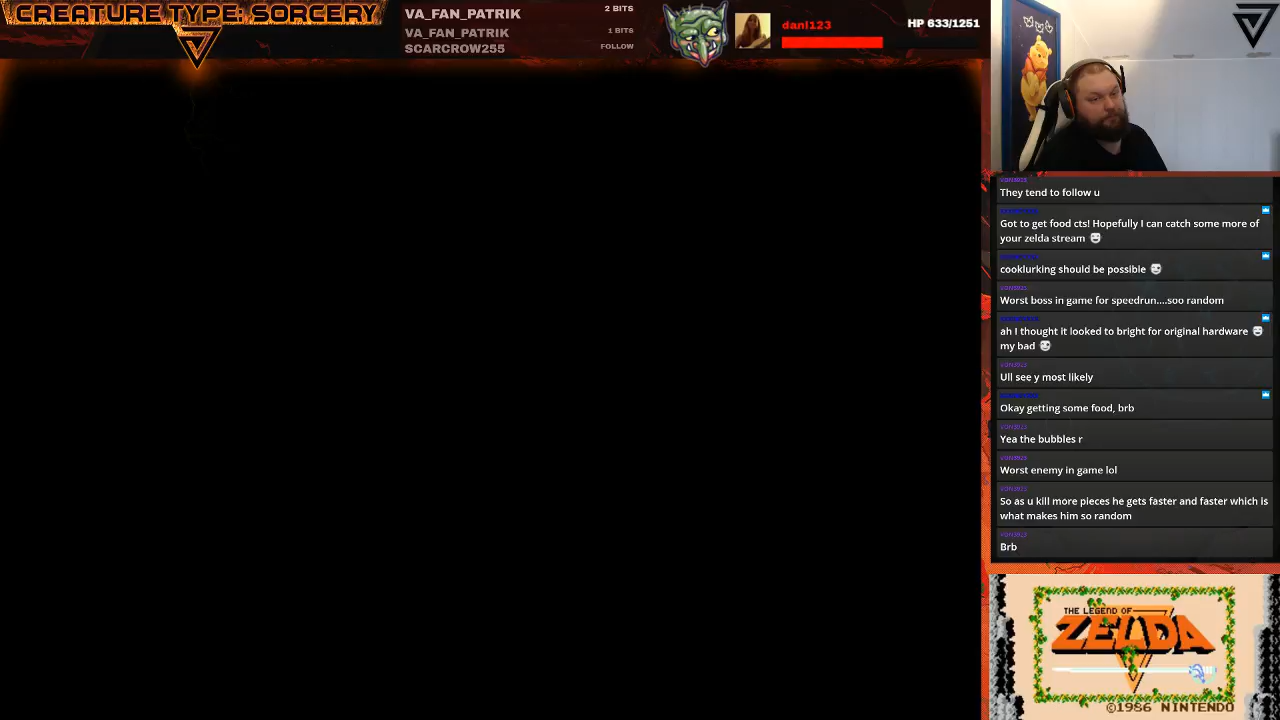 CREATURE TYPE: SORCERY
VA_FAN_PATRIK 2 BITS
VA_FAN_PATRIK 1 BITS
SCARCROW255 FOLLOW
danl123
HP 633/1251
They tend to follow u
Got to get food cts! Hopefully I can catch some more of
your zelda stream
cooklurking should be possible
Worst boss in game for speedrun....soo random
ah I thought it looked to bright for original hardware
my bad
Ull see y most likely
Okay getting some food, brb
Yea the bubbles r
Worst enemy in game lol
So as u kill more pieces he gets faster and faster which is
what makes him so random
Brb
THE LEGEND OF
ZELDA
©1986 NINTENDO